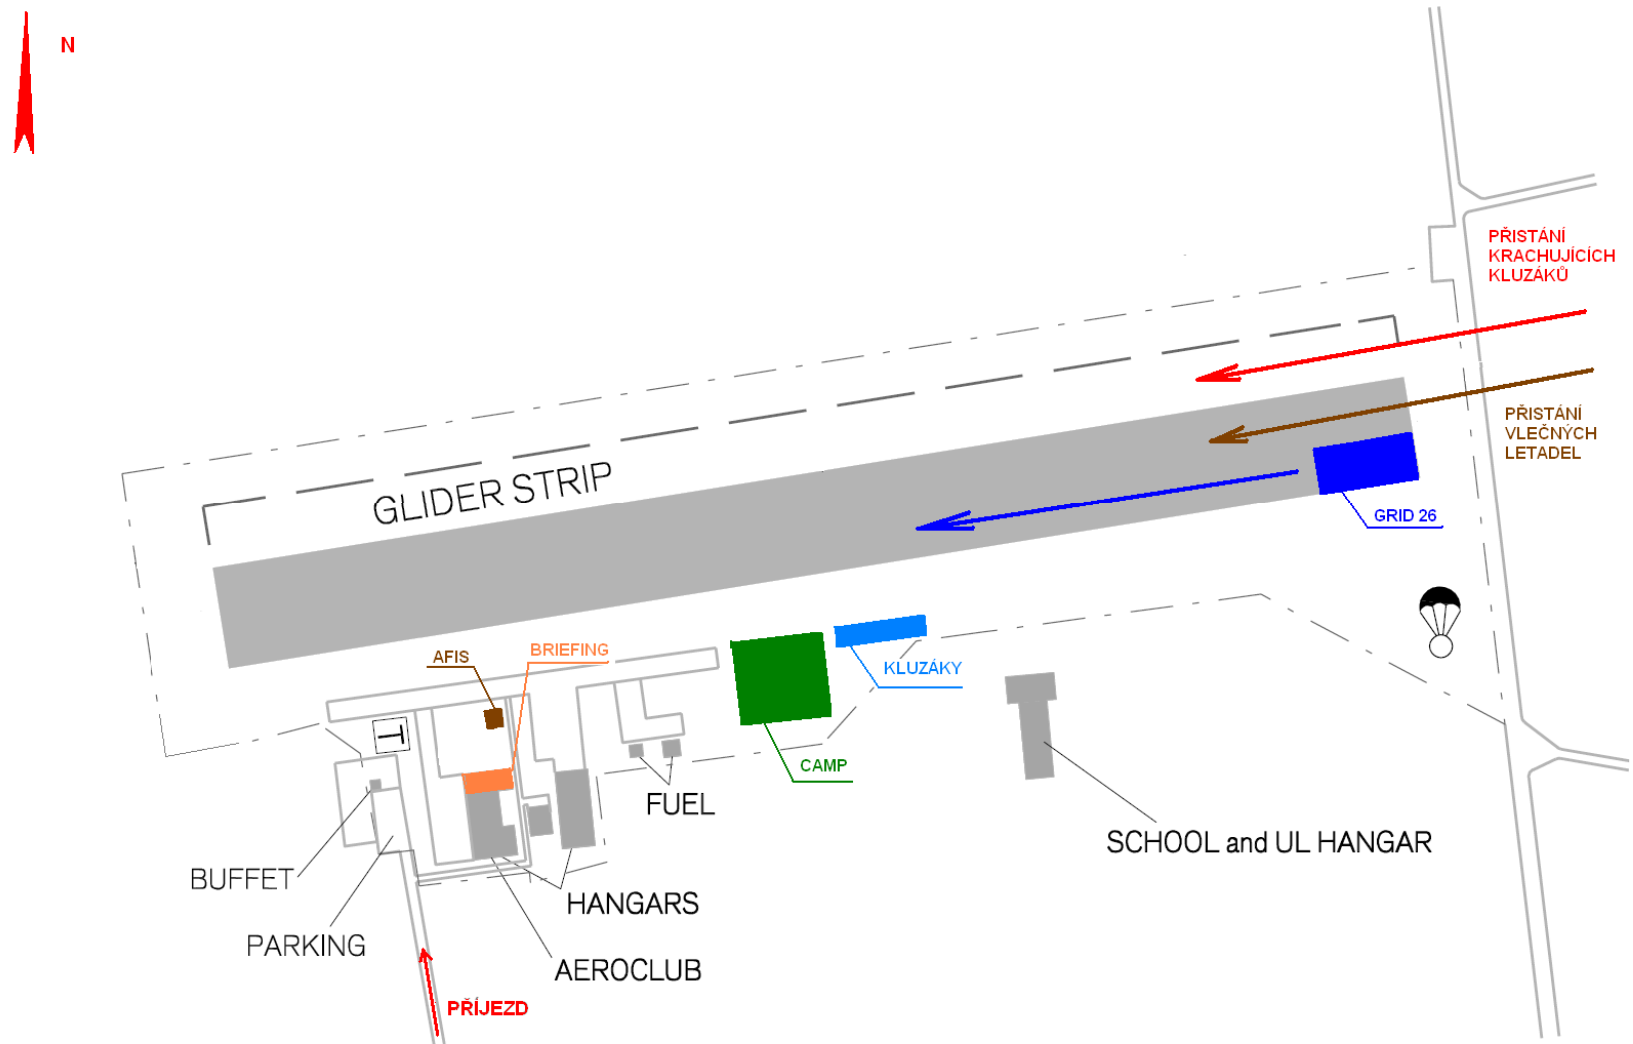 N
PŘISTÁNÍ
KRACHUJÍCÍCH
KLUZÁKŮ
PŘISTÁNÍ
VLEČNÝCH
LETADEL
GLIDER STRIP
GRID 26
BRIEFING
AFIS
KLUZÁKY
T
CAMP
FUEL
SCHOOL and UL HANGAR
BUFFET
HANGARS
PARKING
AEROCLUB
PŘÍJEZD